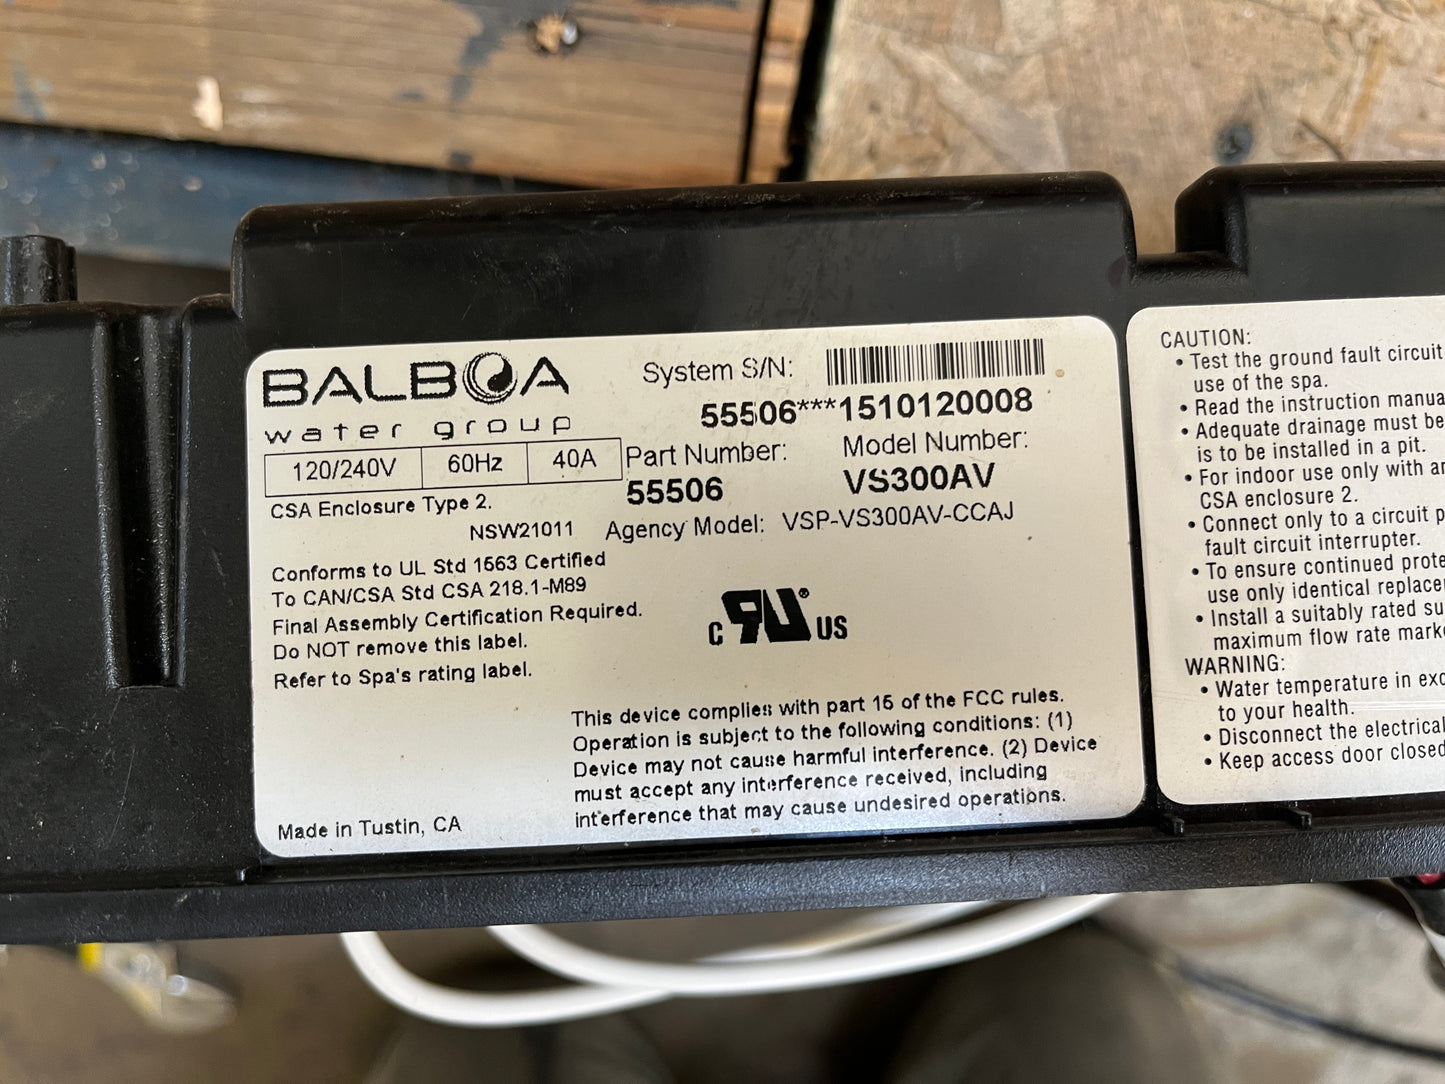 BALBOA
water group
120/240V 60Hz 40A
CSA Enclosure Type 2.
NSW21011
System S/N:
55506***1510120008
Part Number: Model Number:
55506 VS300AV
Agency Model: VSP-VS300AV-CCAJ
Conforms to UL Std 1563 Certified
To CAN/CSA Std CSA 218.1-M89
Final Assembly Certification Required.
Do NOT remove this label.
Refer to Spa's rating label.
c RU® US
This device complies with part 15 of the FCC rules.
Operation is subject to the following conditions: (1)
Device may not cause harmful interference. (2) Device
must accept any interference received, including
interference that may cause undesired operations.
Made in Tustin, CA
CAUTION:
• Test the ground fault circuit
use of the spa.
• Read the instruction manua
• Adequate drainage must be
is to be installed in a pit.
• For indoor use only with an
CSA enclosure 2.
• Connect only to a circuit p
fault circuit interrupter.
• To ensure continued prote
use only identical replace
• Install a suitably rated su
maximum flow rate marke
WARNING:
• Water temperature in exc
to your health.
• Disconnect the electrical
• Keep access door closed